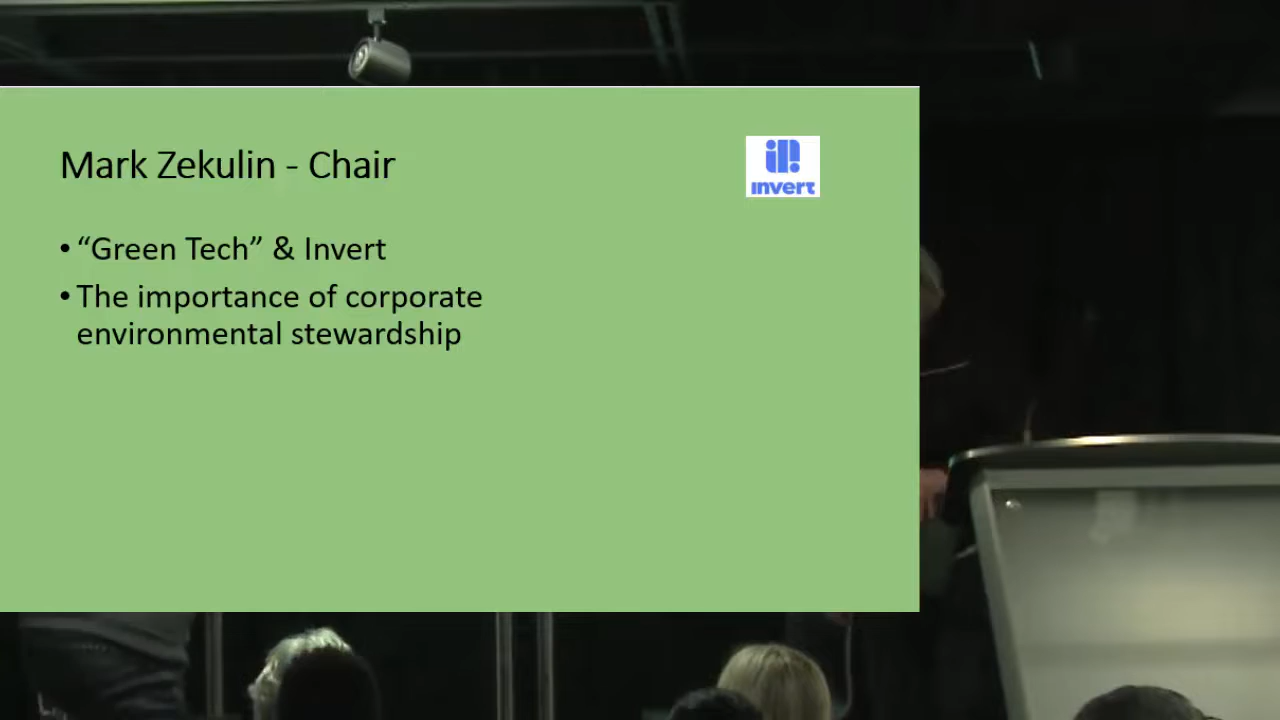 Mark Zekulin - Chair
invert
• “Green Tech” & Invert
• The importance of corporate
environmental stewardship